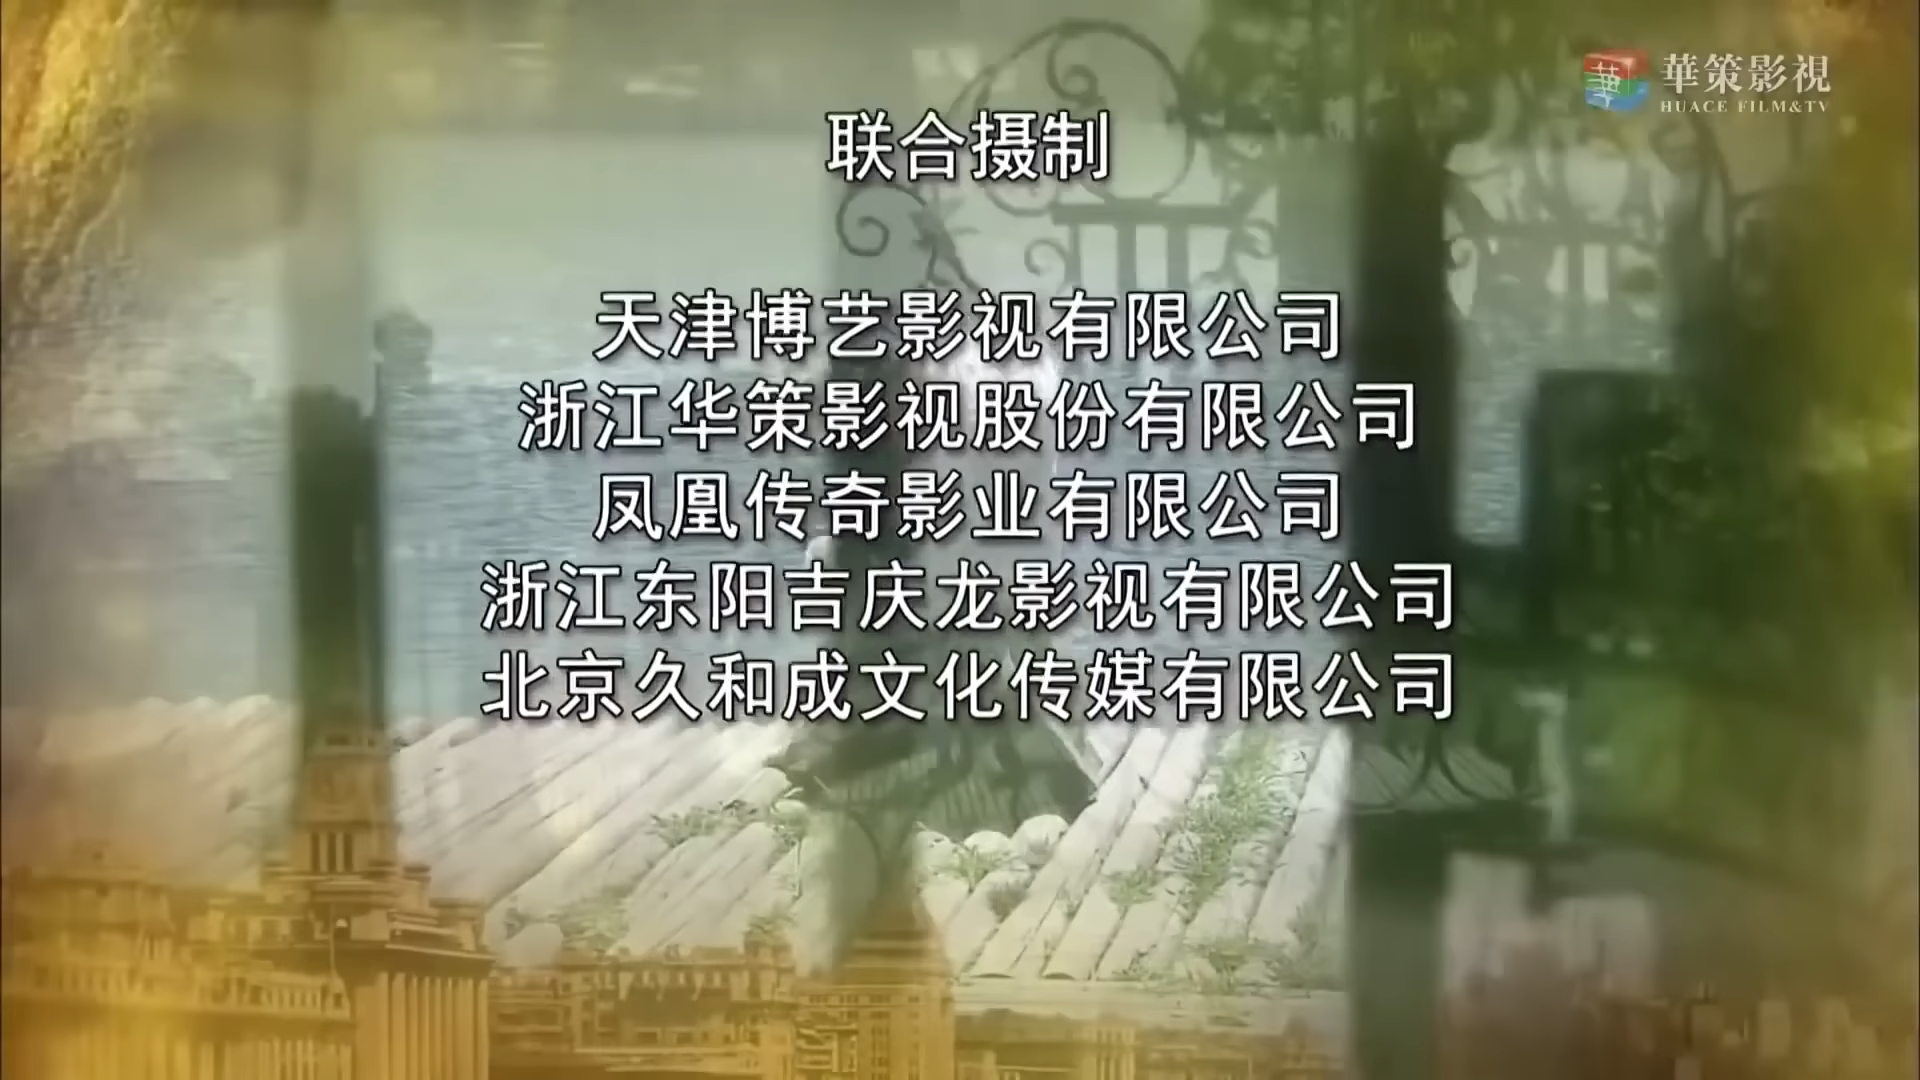 華策影視
HUACE FILM&TV
联合摄制
天津博艺影视有限公司
浙江华策影视股份有限公司
凤凰传奇影业有限公司
浙江东阳吉庆龙影视有限公司
北京久和成文化传媒有限公司